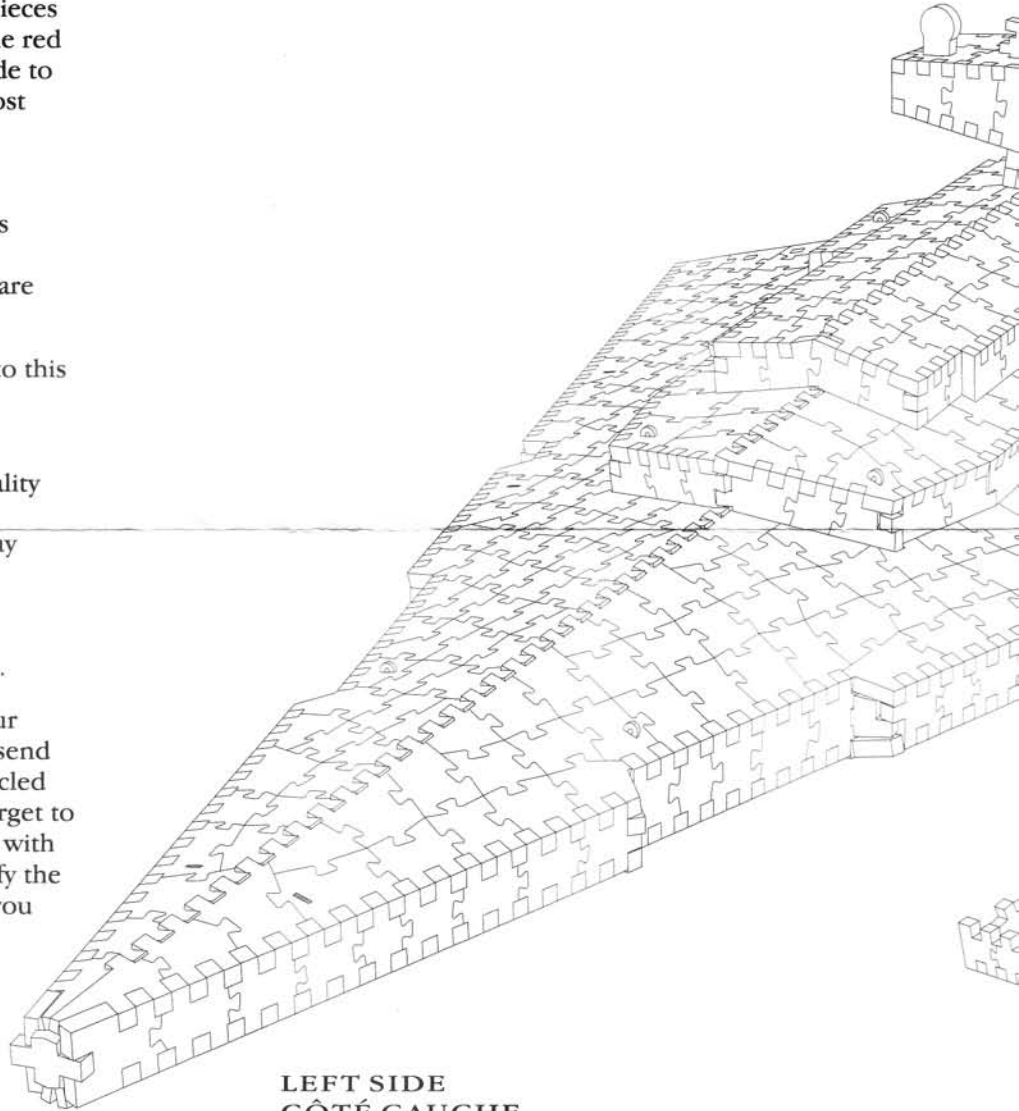 ieces
e red
de to
ost
s
are
to this
ality
y
.
ur
send
cled
rget to
with
fy the
you
LEFT SIDE
CÔTÉ GAUCHE